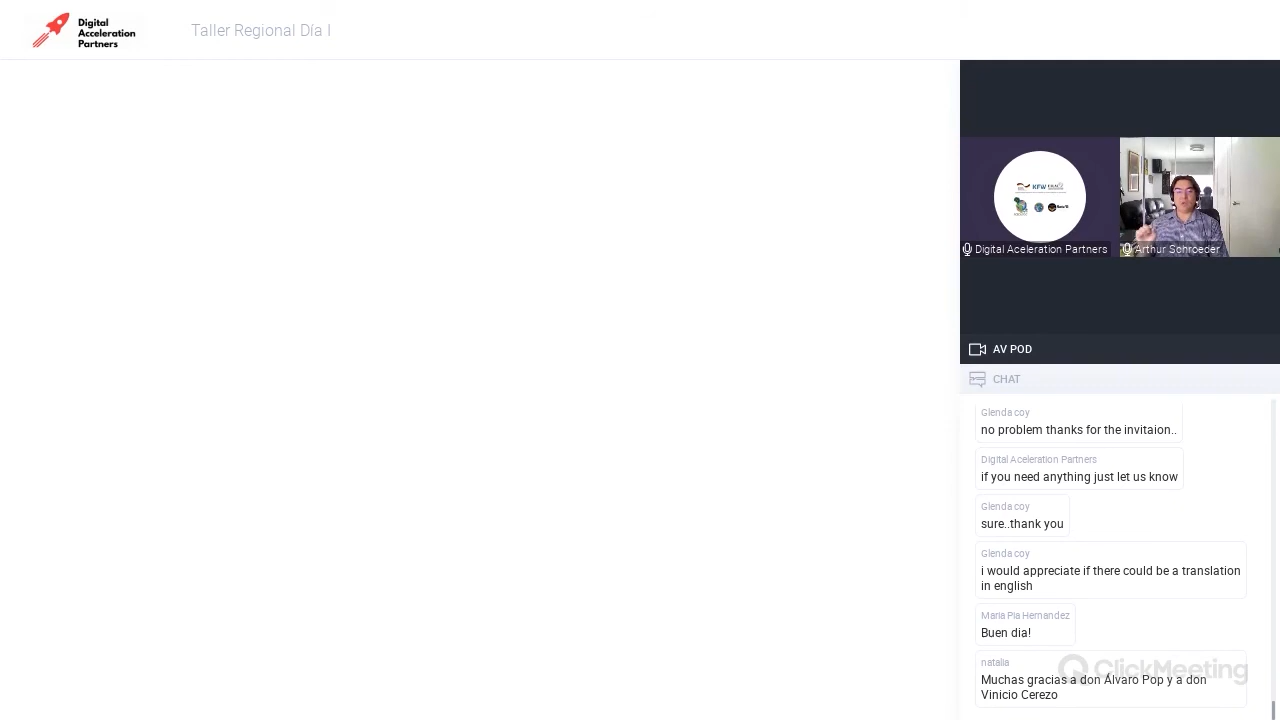 Digital
Acceleration
Partners
Taller Regional Día I
KFW
Digital Aceleration Partners
Arthur Schroeder
AV POD
CHAT
Glenda coy
no problem thanks for the invitaion..
Digital Aceleration Partners
if you need anything just let us know
Glenda coy
sure..thank you
Glenda coy
i would appreciate if there could be a translation
in english
Maria Pia Hernandez
Buen dia!
natalia
Muchas gracias a don Álvaro Pop y a don
Vinicio Cerezo
ClickMeeting